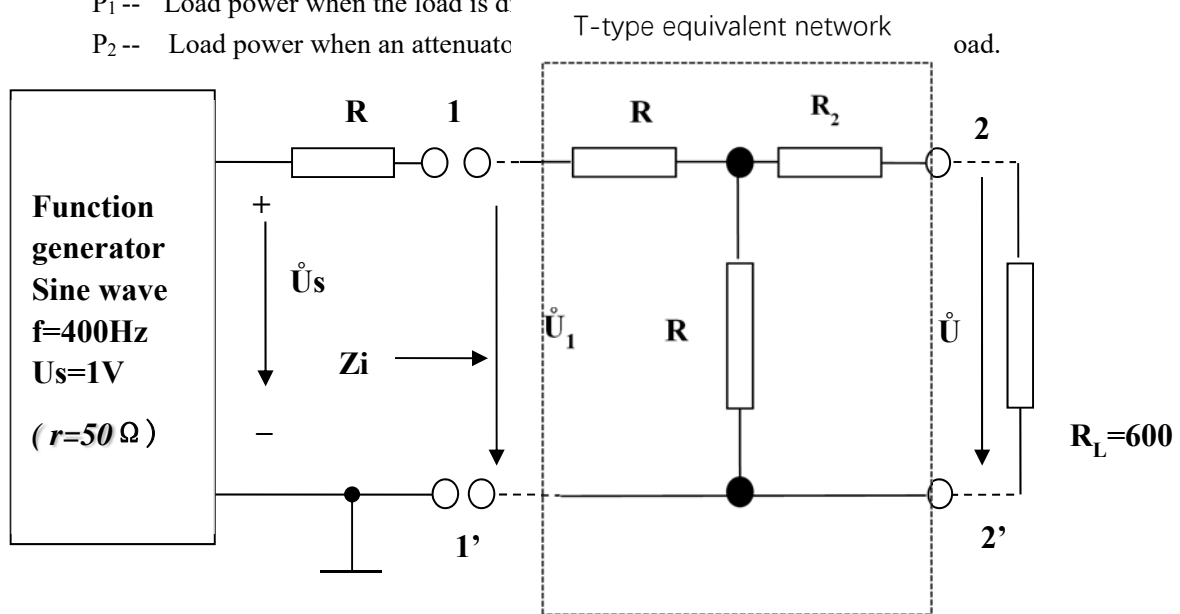 P₁ -- Load power when the load is d
P₂ -- Load power when an attenuato
T-type equivalent network
oad.
R 1 R R₂ 2
Function
generator
Sine wave
f=400Hz
Us=1V
( r=50 Ω )
+
Ůs
−
Zi
Ů₁
R
Ů
R_L=600
1’
2’